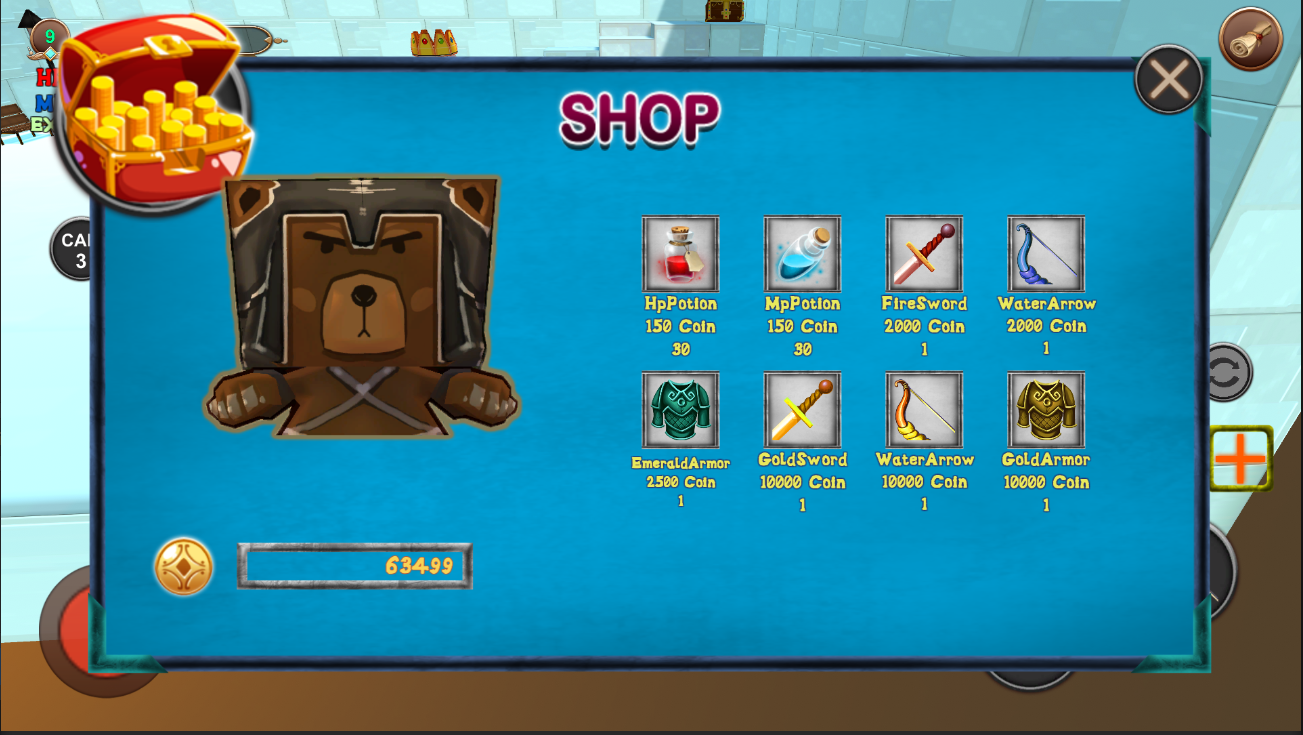 9
SHOP
H
M
EX
CA
3
HpPotion
150 Coin
30
MpPotion
150 Coin
30
FireSword
2000 Coin
1
WaterArrow
2000 Coin
1
EmeraldArmor
2500 Coin
1
GoldSword
10000 Coin
1
WaterArrow
10000 Coin
1
GoldArmor
10000 Coin
1
63499